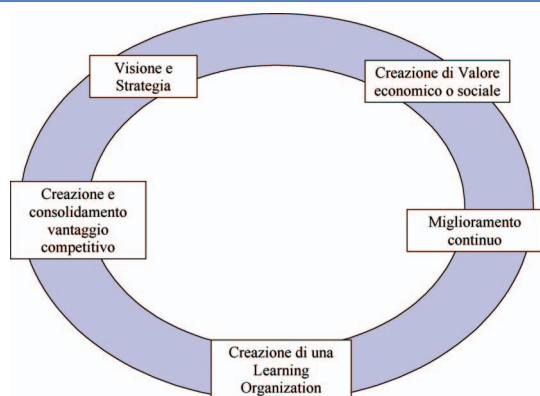 Visione e
Strategia
Creazione di Valore
economico o sociale
Creazione e
consolidamento
vantaggio
competitivo
Miglioramento
continuo
Creazione di una
Learning
Organization